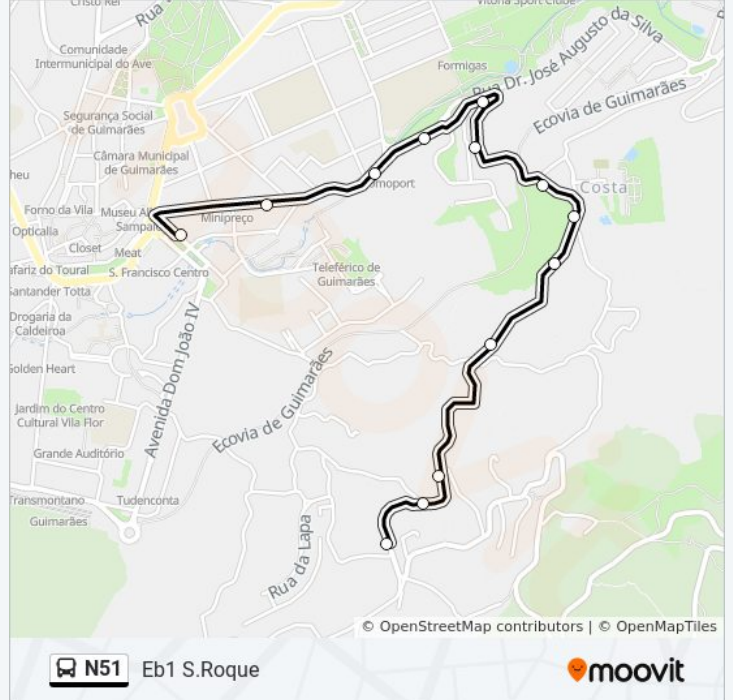 Cristo Rei
Rua
Vitória Sport Clube
Rua Dr. José Augusto da Silva
Comunidade
Intermunicipal do Ave
Formigas
Ecovia de Guimarães
Segurança Social
de Guimarães
Câmara Municipal
de Guimarães
heu
Costa
omoport
Forno da Vila
Museu Al
Sampaio
Minipreço
Opticalia
Closet
Meat
afariz do Toural
S. Francisco Centro
Teleférico de
Guimarães
Santander Totta
Drogaria da
Caldeiroa
Avenida Dom João IV
Golden Heart
Ecovia de Guimarães
Jardim do Centro
Cultural Vila Flor
Grande Auditório
Transmontano
Guimarães
Tudenconta
Rua da Lapa
© OpenStreetMap contributors | © OpenMapTiles
N51
Eb1 S.Roque
moovit